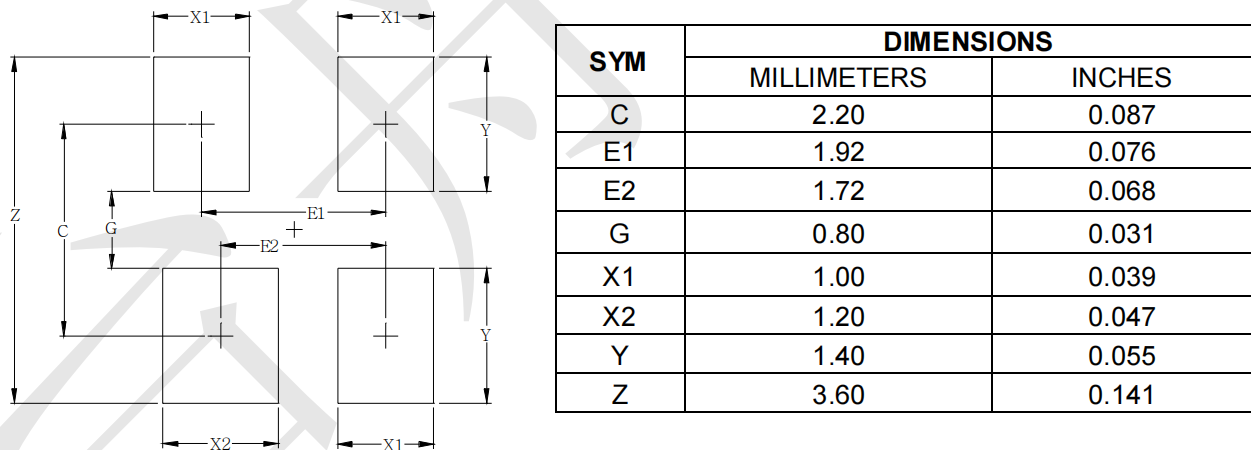 X1 X1
Y
Z
C
G
E1
E2
Y
X2 X1
SYM DIMENSIONS
MILLIMETERS INCHES
C 2.20 0.087
E1 1.92 0.076
E2 1.72 0.068
G 0.80 0.031
X1 1.00 0.039
X2 1.20 0.047
Y 1.40 0.055
Z 3.60 0.141